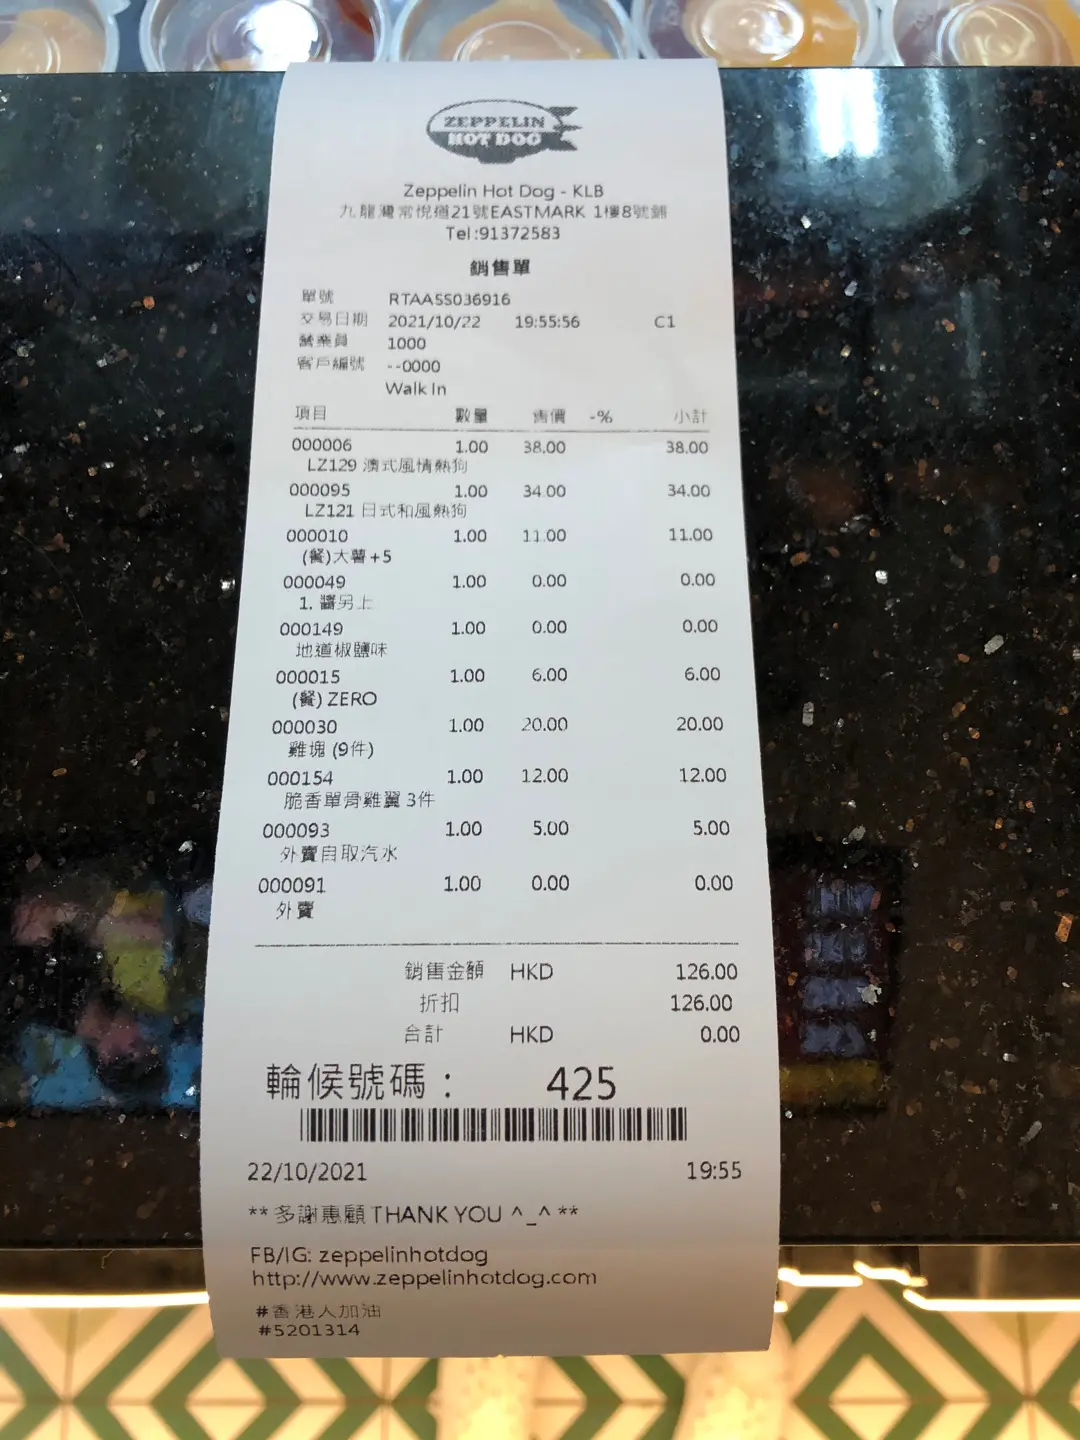 ZEPPELIN
HOT DOG
Zeppelin Hot Dog - KLB
九龍灣常悅道21號EASTMARK 1樓8號鋪
Tel:91372583
銷售單
單號 RTAA5S036916
交易日期 2021/10/22 19:55:56 C1
營業員 1000
客戶編號 --0000
Walk In
項目 數量 售價 -% 小計
000006 1.00 38.00 38.00
LZ129 澳式風情熱狗
000095 1.00 34.00 34.00
LZ121 日式和風熱狗
000010 1.00 11.00 11.00
(餐)大薯+5
000049 1.00 0.00 0.00
1. 醬另上
000149 1.00 0.00 0.00
地道椒鹽味
000015 1.00 6.00 6.00
(餐) ZERO
000030 1.00 20.00 20.00
雞塊 (9件)
000154 1.00 12.00 12.00
脆香單骨雞翼 3件
000093 1.00 5.00 5.00
外賣自取汽水
000091 1.00 0.00 0.00
外賣
銷售金額 HKD 126.00
折扣 126.00
合計 HKD 0.00
輪候號碼： 425
22/10/2021 19:55
** 多謝惠顧 THANK YOU ^_^ **
FB/IG: zeppelinhotdog
http://www.zeppelinhotdog.com
#香港人加油
#5201314